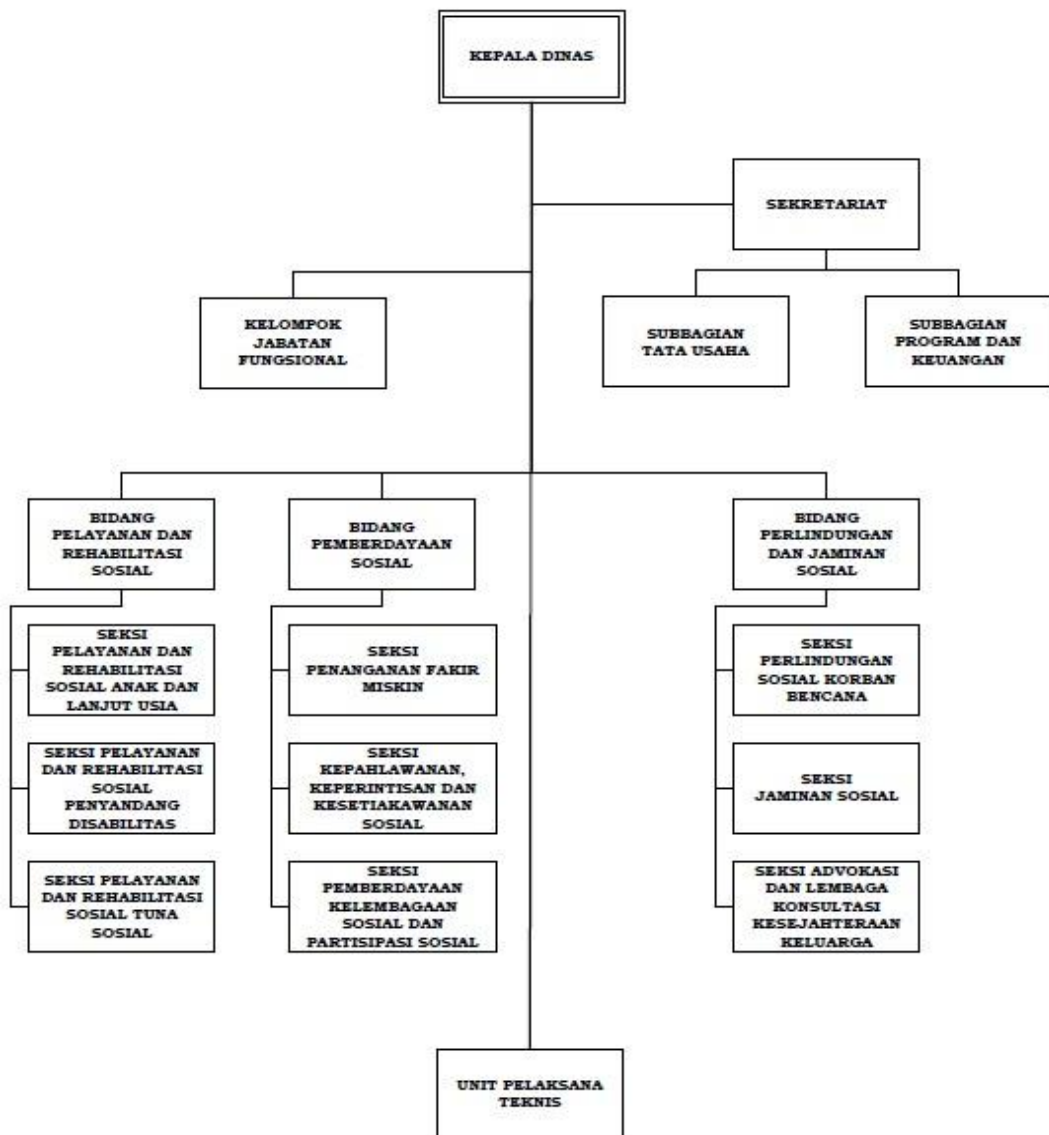 KEPALA DINAS
SEKRETARIAT
KELOMPOK
JABATAN
FUNGSIONAL
SUBBAGIAN
TATA USAHA
SUBBAGIAN
PROGRAM DAN
KEUANGAN
BIDANG
PELAYANAN DAN
REHABILITASI
SOSIAL
BIDANG
PEMBERDAYAAN
SOSIAL
BIDANG
PERLINDUNGAN
DAN JAMINAN
SOSIAL
SEKSI
PELAYANAN DAN
REHABILITASI
SOSIAL ANAK DAN
LANJUT USIA
SEKSI
PENANGANAN FAKIR
MISKIN
SEKSI
PERLINDUNGAN
SOSIAL KORBAN
BENCANA
SEKSI PELAYANAN
DAN REHABILITASI
SOSIAL
PENYANDANG
DISABILITAS
SEKSI
KEPAHLAWANAN,
KEPERINTISAN DAN
KESETIAKAWANAN
SOSIAL
SEKSI
JAMINAN SOSIAL
SEKSI PELAYANAN
DAN REHABILITASI
SOSIAL TUNA
SOSIAL
SEKSI
PEMBERDAYAAN
KELEMBAGAAN
SOSIAL DAN
PARTISIPASI SOSIAL
SEKSI ADVOKASI
DAN LEMBAGA
KONSULTASI
KESEJAHTERAAN
KELUARGA
UNIT PELAKSANA
TEKNIS